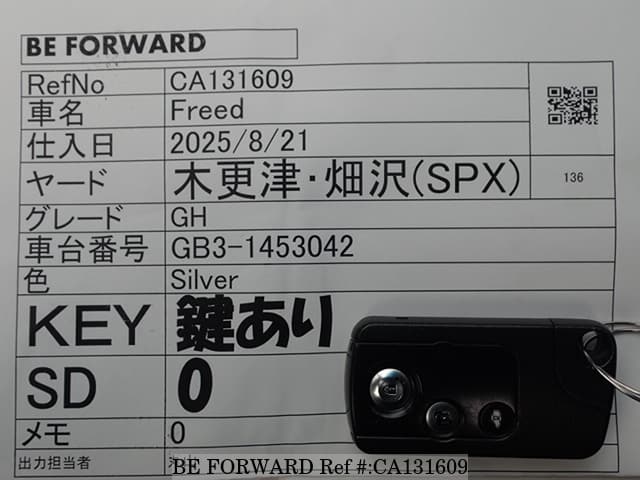 BE FORWARD
RefNo CA131609
車名 Freed
仕入日 2025/8/21
ヤード 木更津・畑沢(SPX) 136
グレード GH
車台番号 GB3-1453042
色 Silver
KEY 鍵あり
SD 0
メモ 0
出力担当者
BE FORWARD Ref #:CA131609